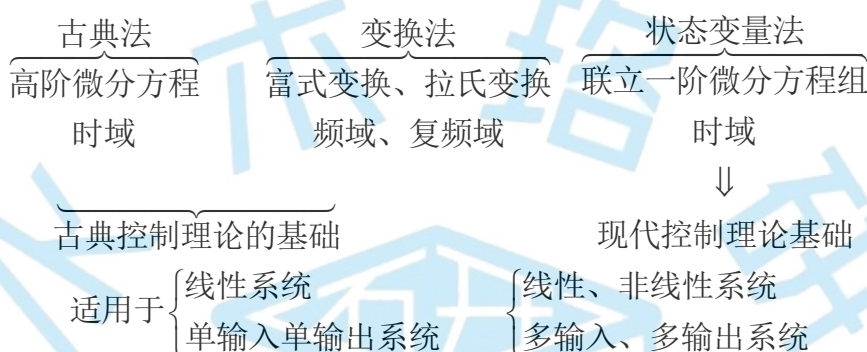 古典法 变换法 状态变量法
高阶微分方程 富式变换、拉氏变换 联立一阶微分方程组
时域 频域、复频域 时域
⇓
古典控制理论的基础 现代控制理论基础
适用于 线性系统 线性、非线性系统
单输入单输出系统 多输入、多输出系统